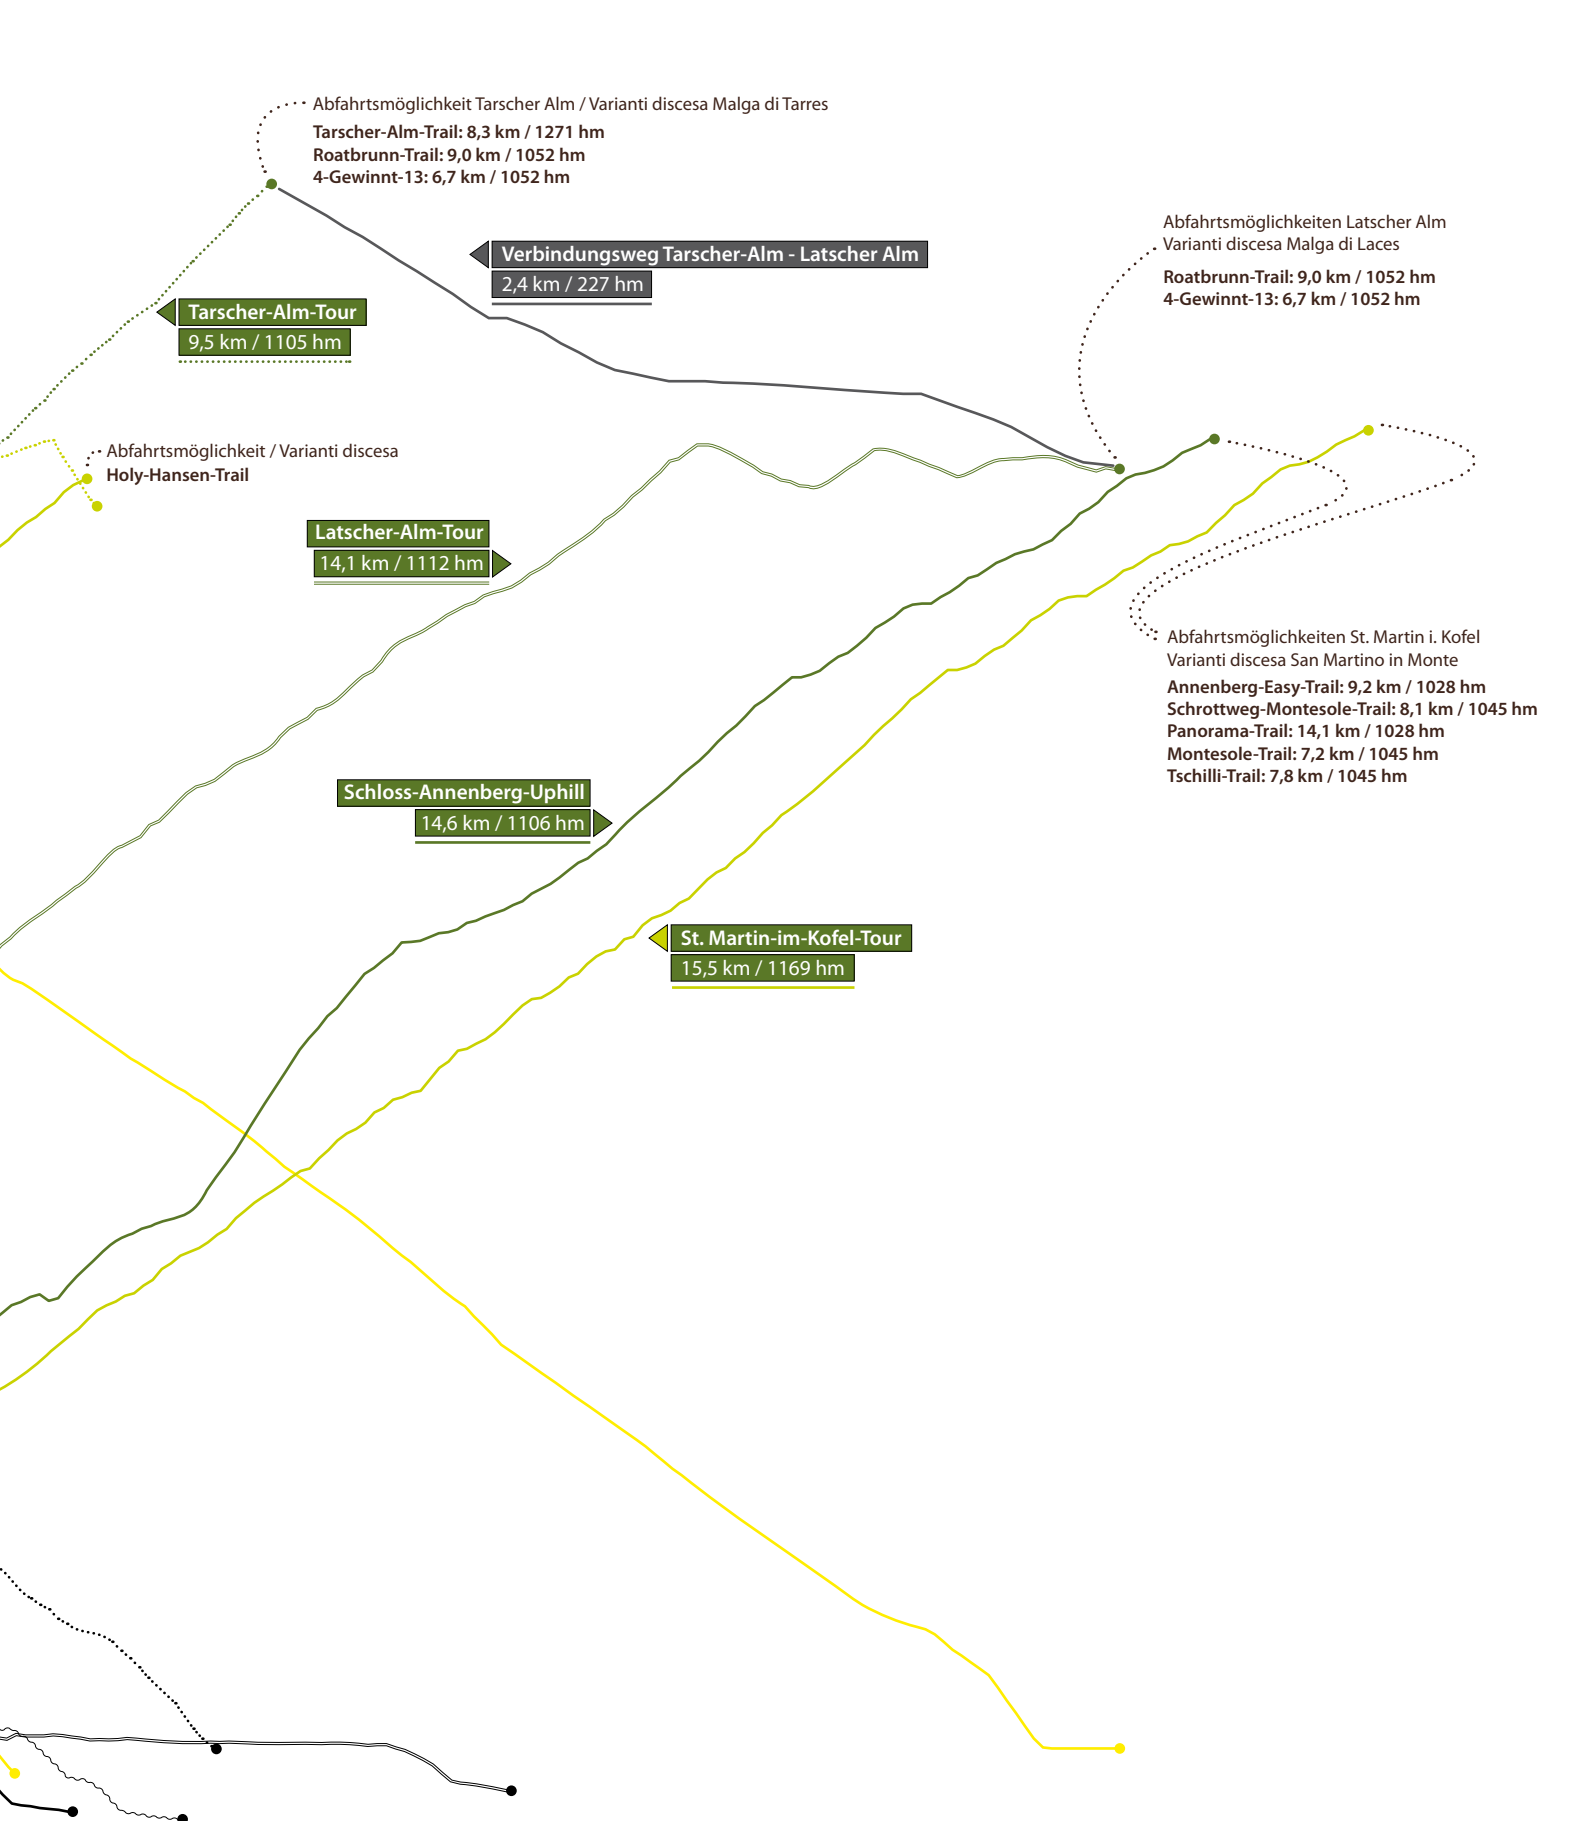 Abfahrtsmöglichkeit Tarscher Alm / Varianti discesa Malga di Tarres
Tarscher-Alm-Trail: 8,3 km / 1271 hm
Roatbrunn-Trail: 9,0 km / 1052 hm
4-Gewinnt-13: 6,7 km / 1052 hm
Abfahrtsmöglichkeiten Latscher Alm
Varianti discesa Malga di Laces
Roatbrunn-Trail: 9,0 km / 1052 hm
4-Gewinnt-13: 6,7 km / 1052 hm
Verbindungsweg Tarscher-Alm - Latscher Alm
2,4 km / 227 hm
Tarscher-Alm-Tour
9,5 km / 1105 hm
Abfahrtsmöglichkeit / Varianti discesa
Holy-Hansen-Trail
Latscher-Alm-Tour
14,1 km / 1112 hm
Abfahrtsmöglichkeiten St. Martin i. Kofel
Varianti discesa San Martino in Monte
Annenberg-Easy-Trail: 9,2 km / 1028 hm
Schrottweg-Montesole-Trail: 8,1 km / 1045 hm
Panorama-Trail: 14,1 km / 1028 hm
Montesole-Trail: 7,2 km / 1045 hm
Tschilli-Trail: 7,8 km / 1045 hm
Schloss-Annenberg-Uphill
14,6 km / 1106 hm
St. Martin-im-Kofel-Tour
15,5 km / 1169 hm